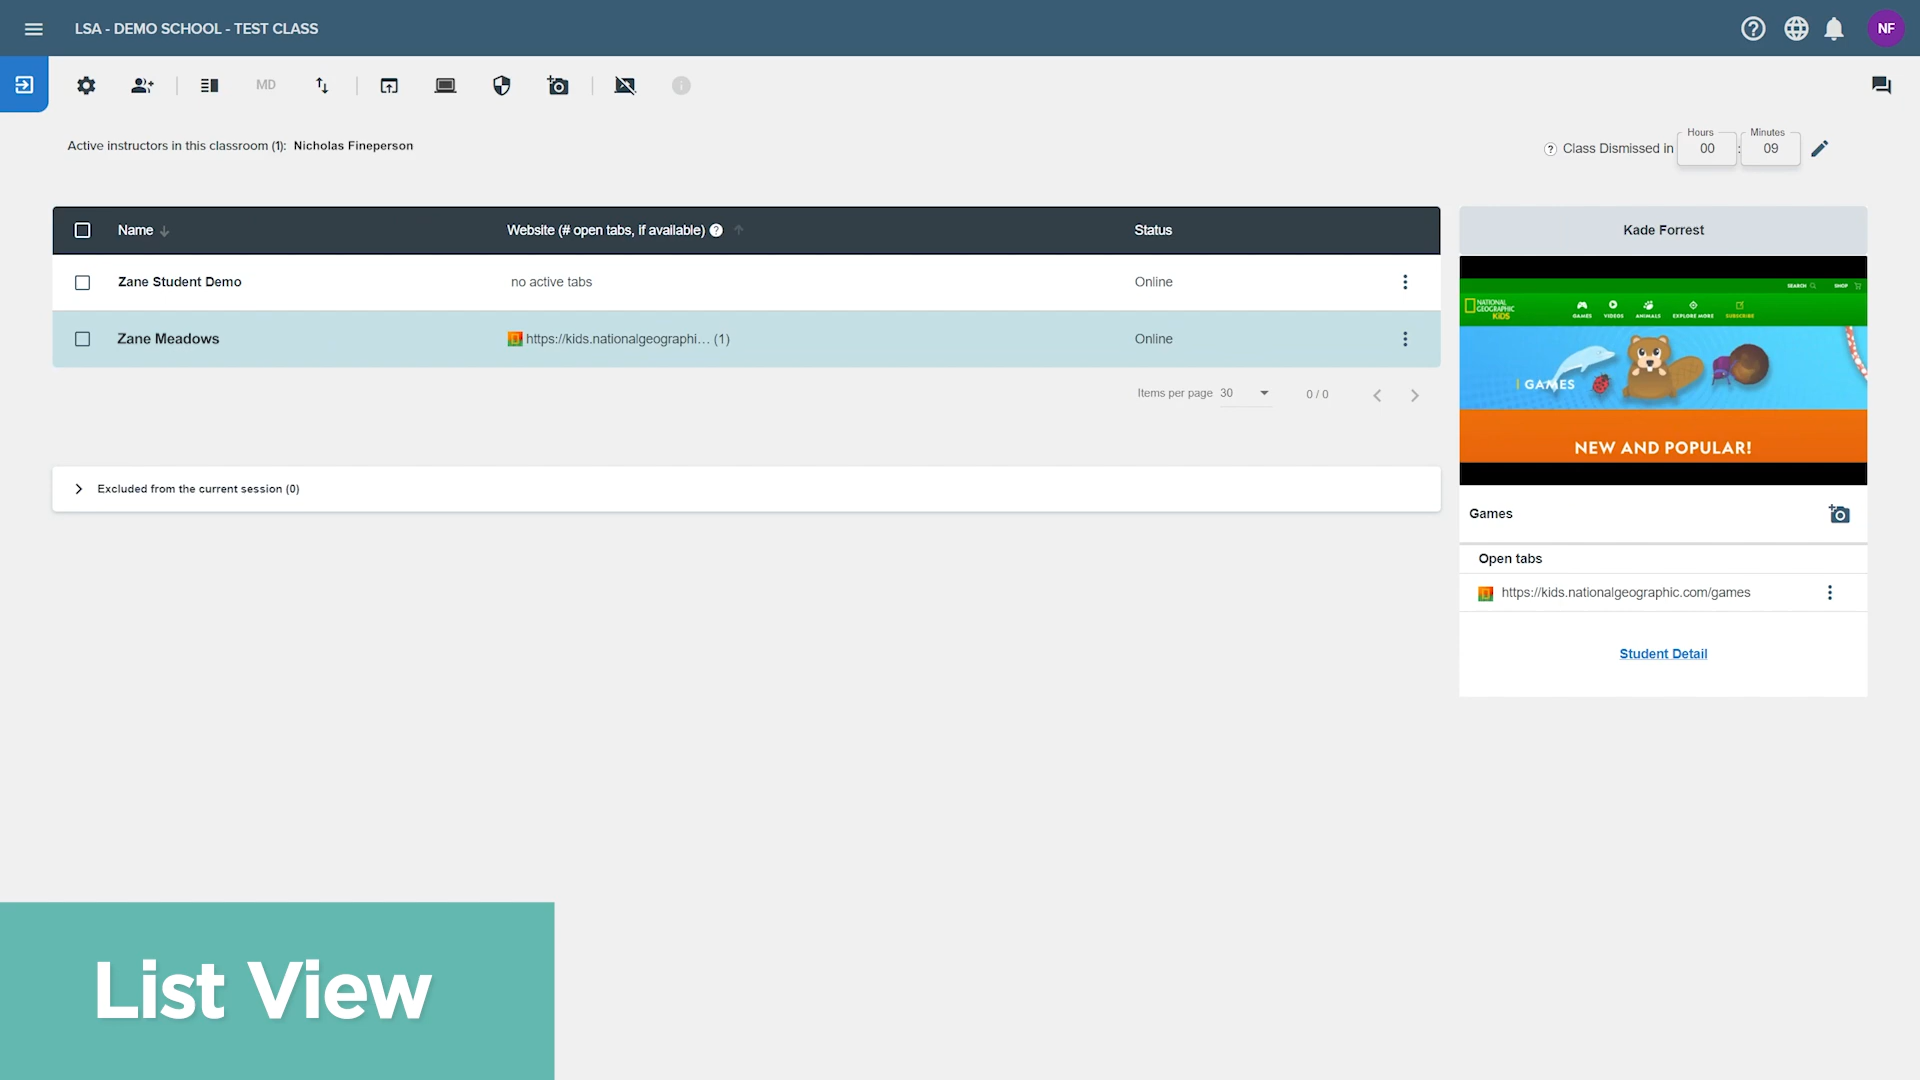 LSA - DEMO SCHOOL - TEST CLASS
NF
MD
Active instructors in this classroom (1): Nicholas Fineperson
Class Dismissed in
Hours
00
:
Minutes
09
Name
Website (# open tabs, if available)
Status
Zane Student Demo
no active tabs
Online
Zane Meadows
https://kids.nationalgeographi… (1)
Online
Items per page 30
0 / 0
Excluded from the current session (0)
Kade Forrest
SEARCH
SHOP
NATIONAL
GEOGRAPHIC
KiDS
GAMES
VIDEOS
ANIMALS
EXPLORE MORE
SUBSCRIBE
GAMES
NEW AND POPULAR!
Games
Open tabs
https://kids.nationalgeographic.com/games
Student Detail
List View